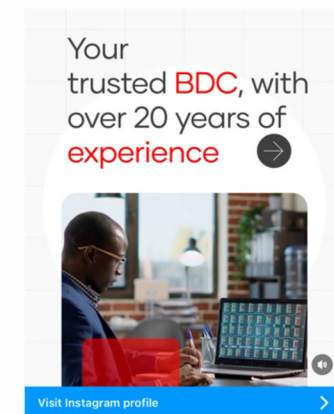 Your
trusted BDC, with
over 20 years of
experience
Visit Instagram profile